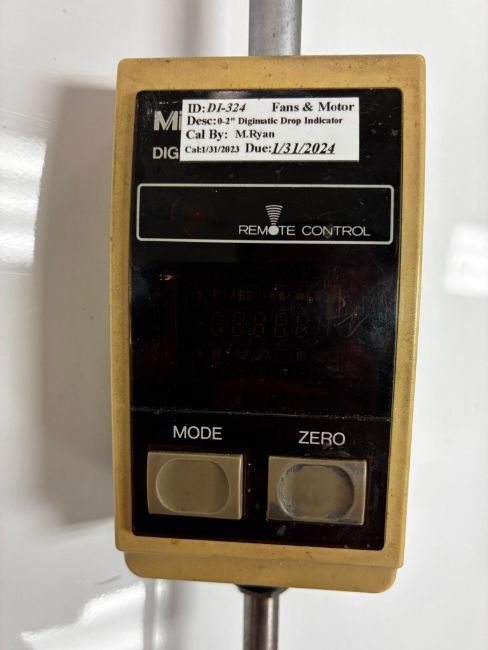 ID: DI-324 Fans & Motor
Desc: 0-2" Digimatic Drop Indicator
Cal By: M.Ryan
Cal: 1/31/2023 Due: 1/31/2024
REMOTE CONTROL
P ABS
MODE ZERO